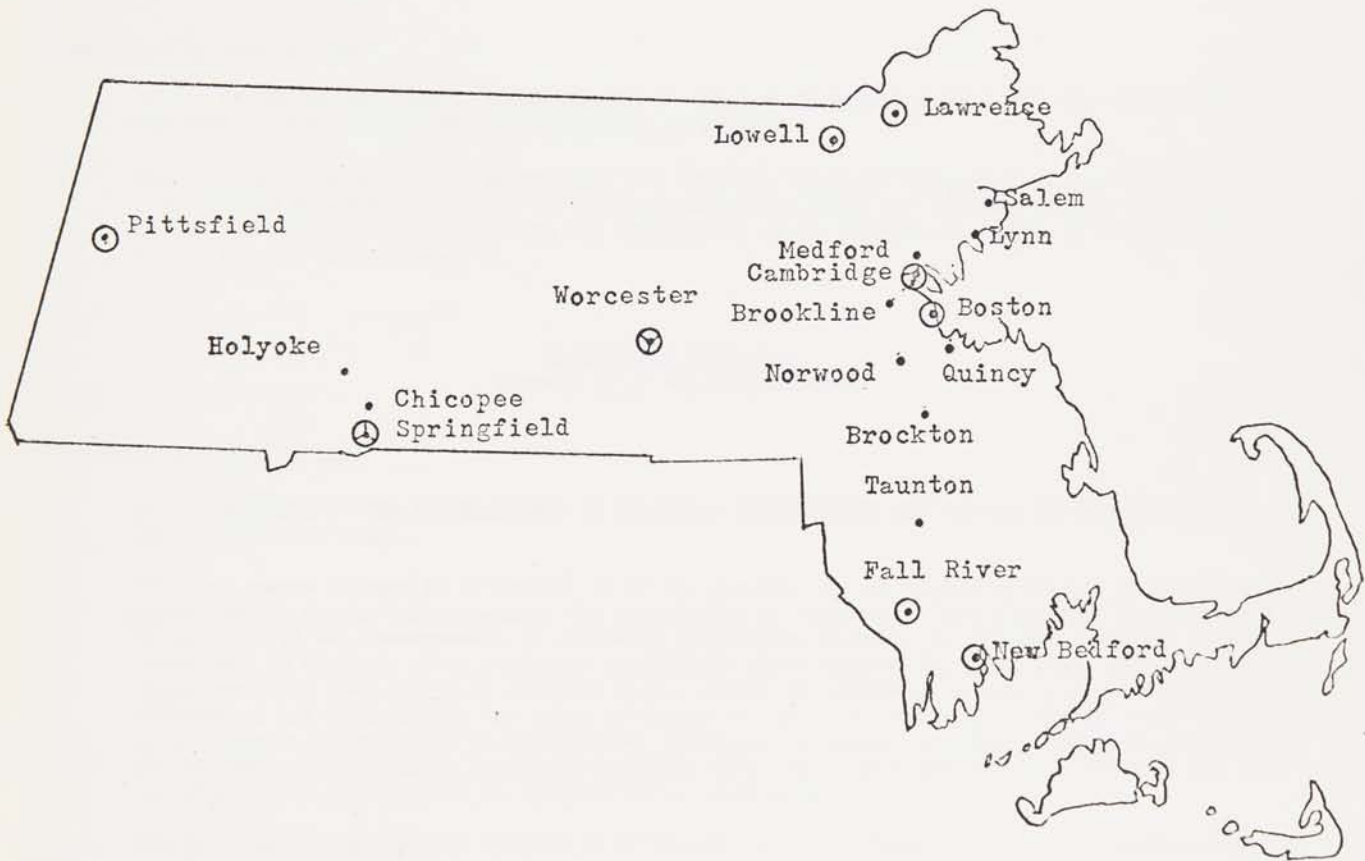 Lawrence
Lowell
Salem
Pittsfield
Lynn
Medford
Cambridge
Worcester
Brookline
Boston
Holyoke
Norwood
Quincy
Chicopee
Springfield
Brockton
Taunton
Fall River
New Bedford